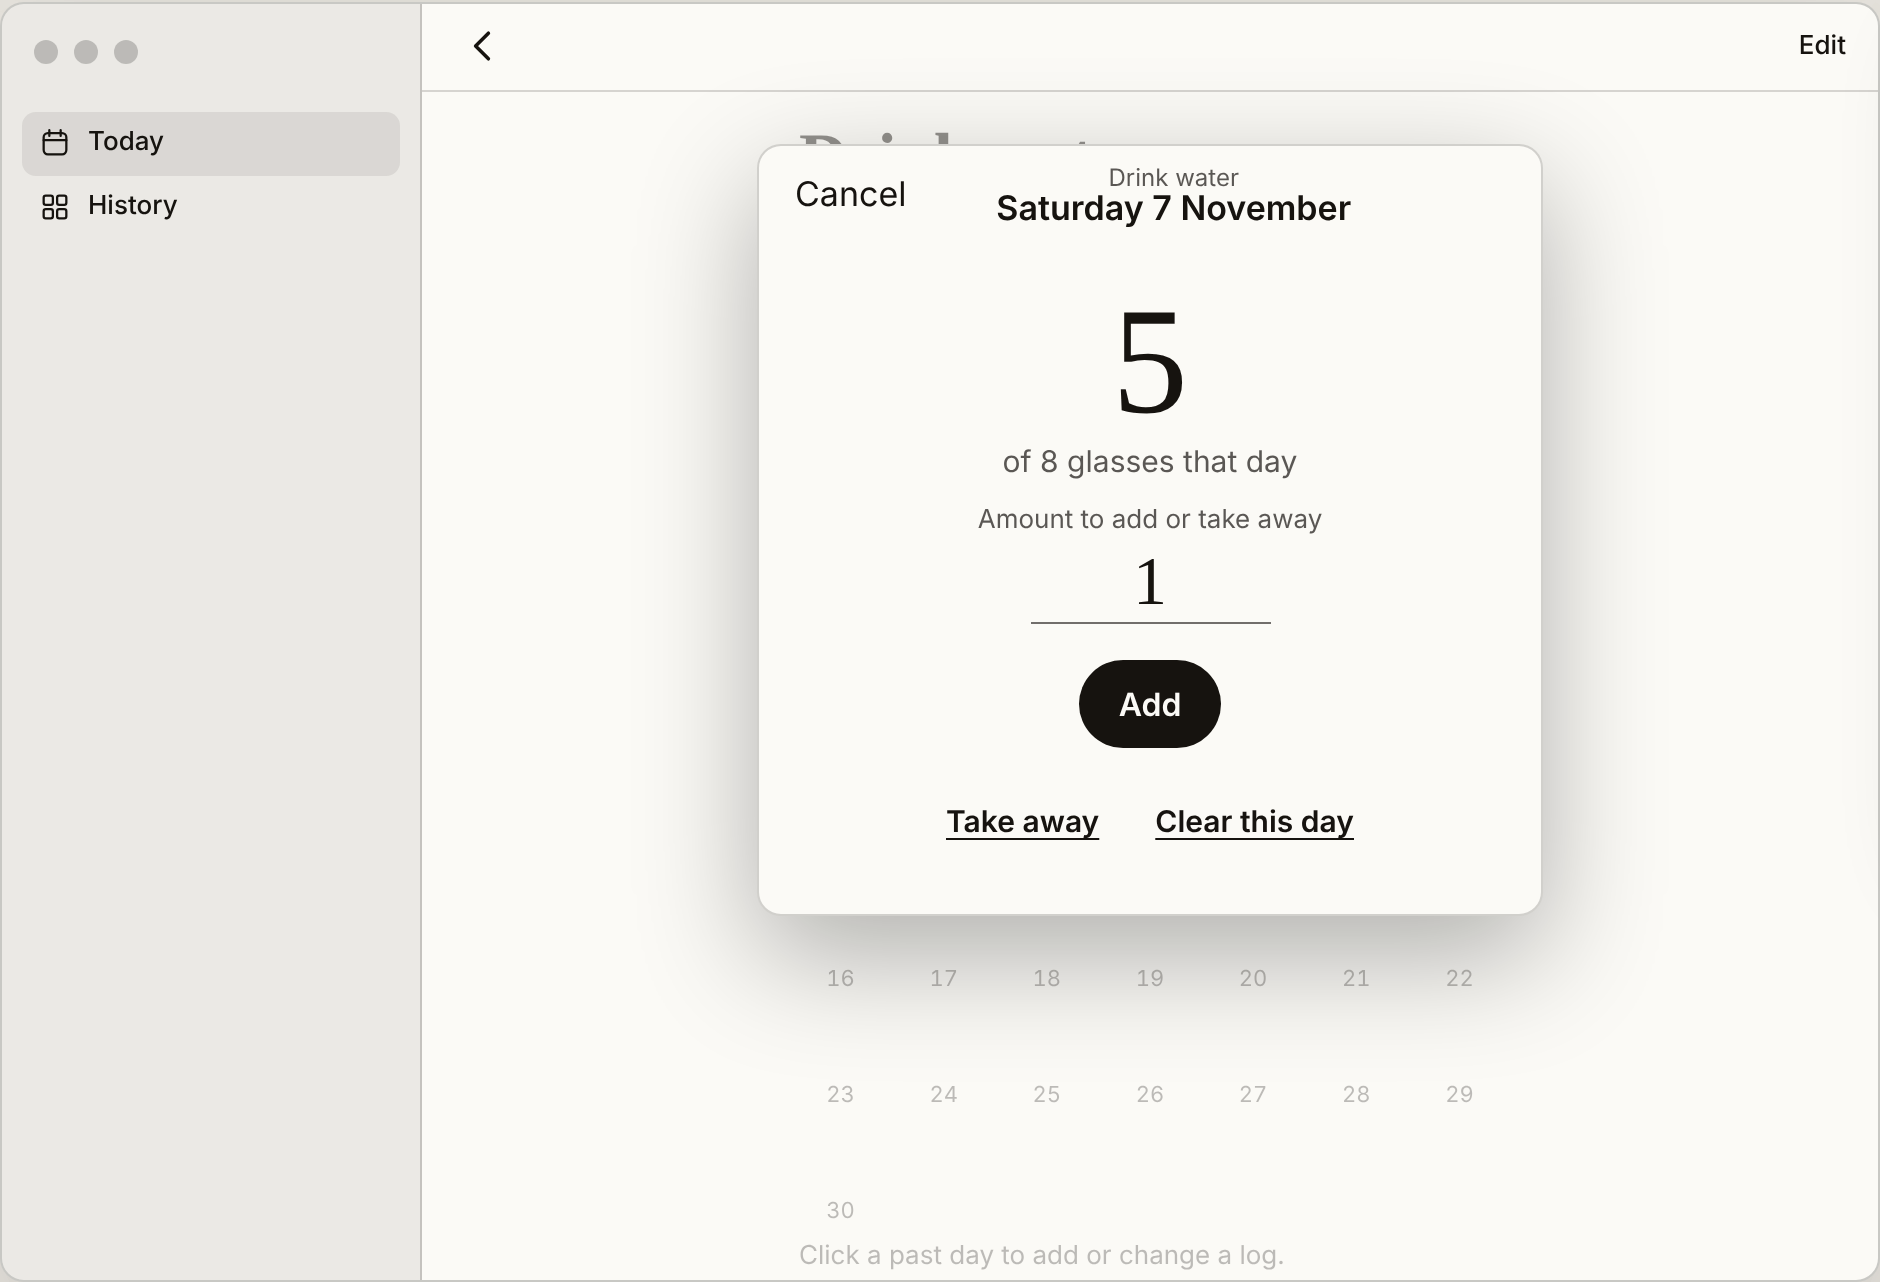 Edit
Today
History
Cancel
Drink water
Saturday 7 November
5
of 8 glasses that day
Amount to add or take away
1
Add
Take away
Clear this day
16 17 18 19 20 21 22
23 24 25 26 27 28 29
30
Click a past day to add or change a log.